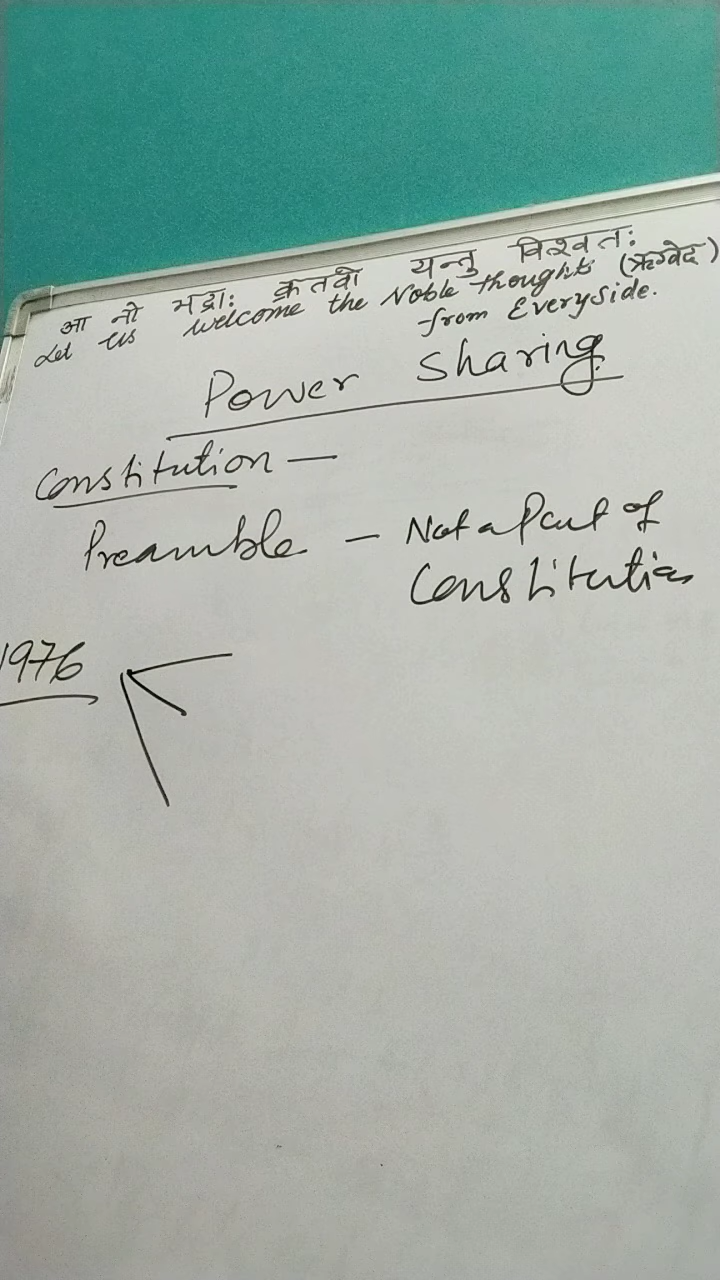 आ नो भद्राः क्रतवो यन्तु विश्वतः (ऋग्वेद)
Let us welcome the Noble thoughts
from Everyside.
Power Sharing
Constitution —
Preamble — Not a Part of
Constitution
1976